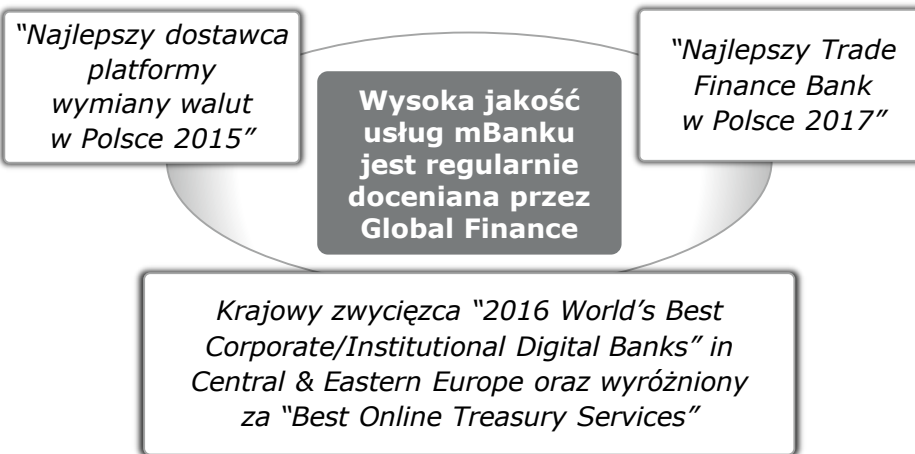 “Najlepszy dostawca
platformy
wymiany walut
w Polsce 2015”
Wysoka jakość
usług mBanku
jest regularnie
doceniana przez
Global Finance
“Najlepszy Trade
Finance Bank
w Polsce 2017”
Krajowy zwycięzca “2016 World’s Best
Corporate/Institutional Digital Banks” in
Central & Eastern Europe oraz wyróżniony
za “Best Online Treasury Services”